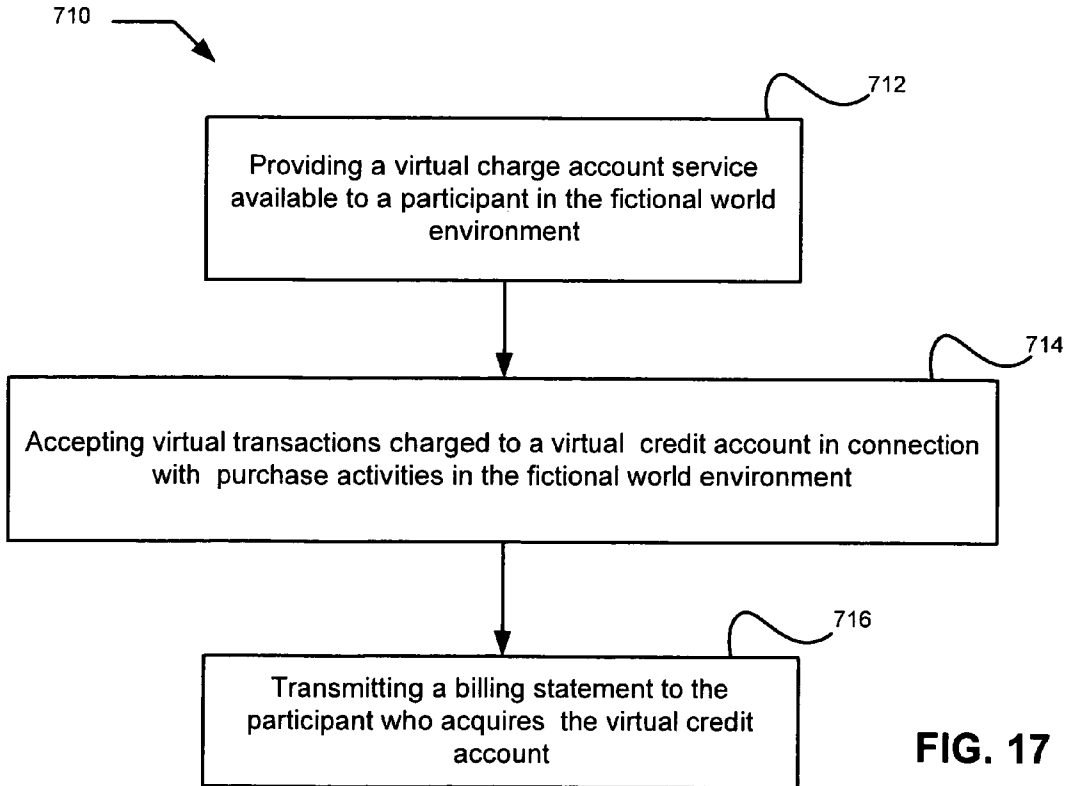 710
712
Providing a virtual charge account service
available to a participant in the fictional world
environment
714
Accepting virtual transactions charged to a virtual credit account in connection
with purchase activities in the fictional world environment
716
Transmitting a billing statement to the
participant who acquires the virtual credit
account
FIG. 17